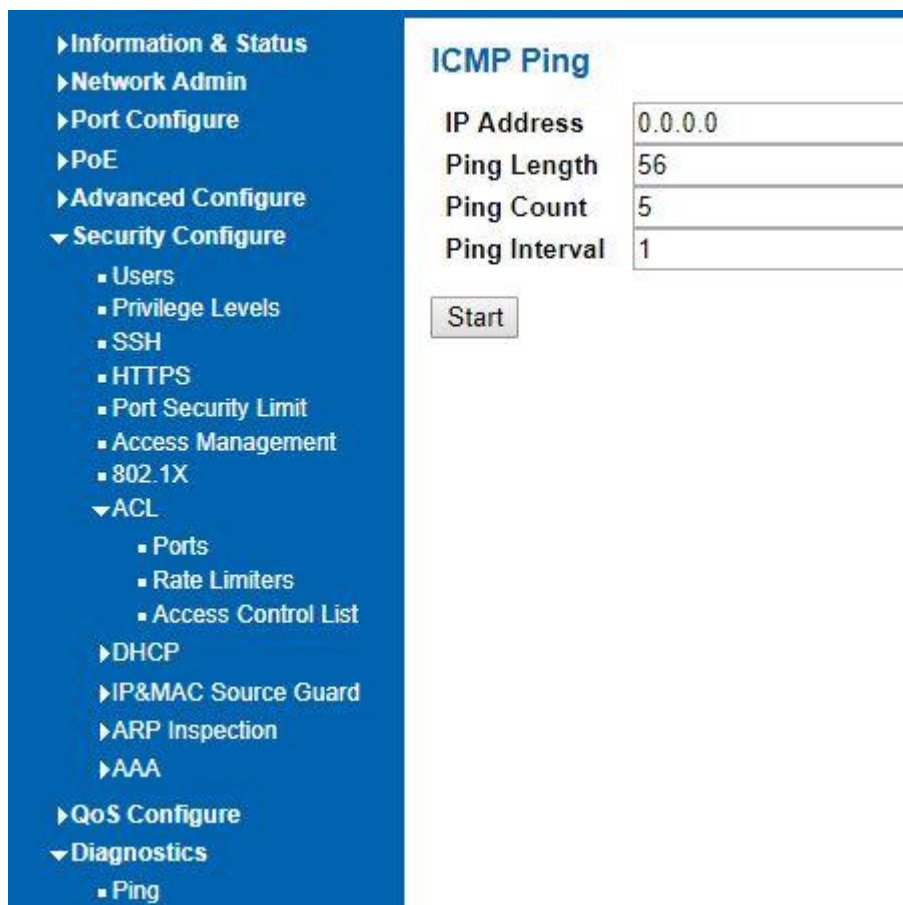 Information & Status
Network Admin
Port Configure
PoE
Advanced Configure
Security Configure
Users
Privilege Levels
SSH
HTTPS
Port Security Limit
Access Management
802.1X
ACL
Ports
Rate Limiters
Access Control List
DHCP
IP&MAC Source Guard
ARP Inspection
AAA
QoS Configure
Diagnostics
Ping
ICMP Ping
IP Address 0.0.0.0
Ping Length 56
Ping Count 5
Ping Interval 1
Start